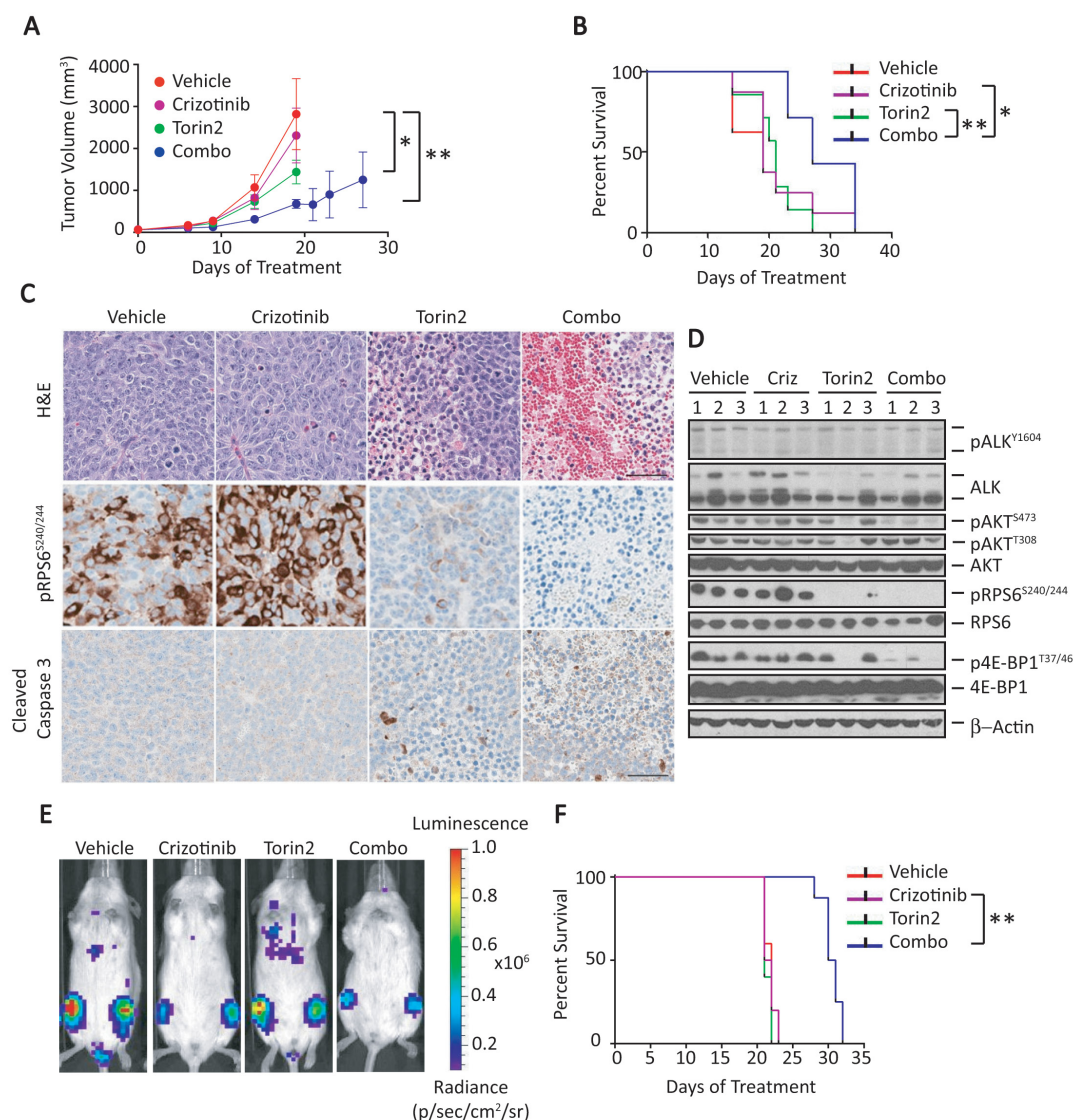 A
Tumor Volume (mm³)
4000
3000
2000
1000
0
0 10 20 30
Days of Treatment
Vehicle
Crizotinib
Torin2
Combo
*
**
B
Percent Survival
100
50
0
0 10 20 30 40
Days of Treatment
Vehicle
Crizotinib
Torin2
Combo
**
*
C
Vehicle Crizotinib Torin2 Combo
H&E
pRPS6S240/244
Cleaved
Caspase 3
D
Vehicle Criz Torin2 Combo
1 2 3 1 2 3 1 2 3 1 2 3
pALKY1604
ALK
pAKTS473
pAKTT308
AKT
pRPS6S240/244
RPS6
p4E-BP1T37/46
4E-BP1
β–Actin
E
Vehicle Crizotinib Torin2 Combo
Luminescence
1.0
0.8
0.6
x10⁶
0.4
0.2
Radiance
(p/sec/cm²/sr)
F
Percent Survival
100
50
0
0 5 10 15 20 25 30 35
Days of Treatment
Vehicle
Crizotinib
Torin2
Combo
**